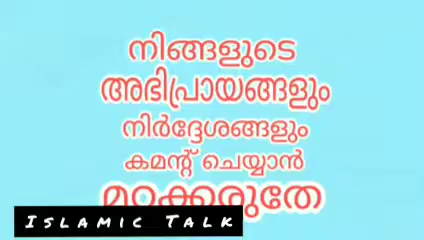 നിങ്ങളുടെ
അഭിപ്രായങ്ങളും
നിർദ്ദേശങ്ങളും
കമന്റ് ചെയ്യാൻ
മറക്കരുതേ
ISLAMIC TALK